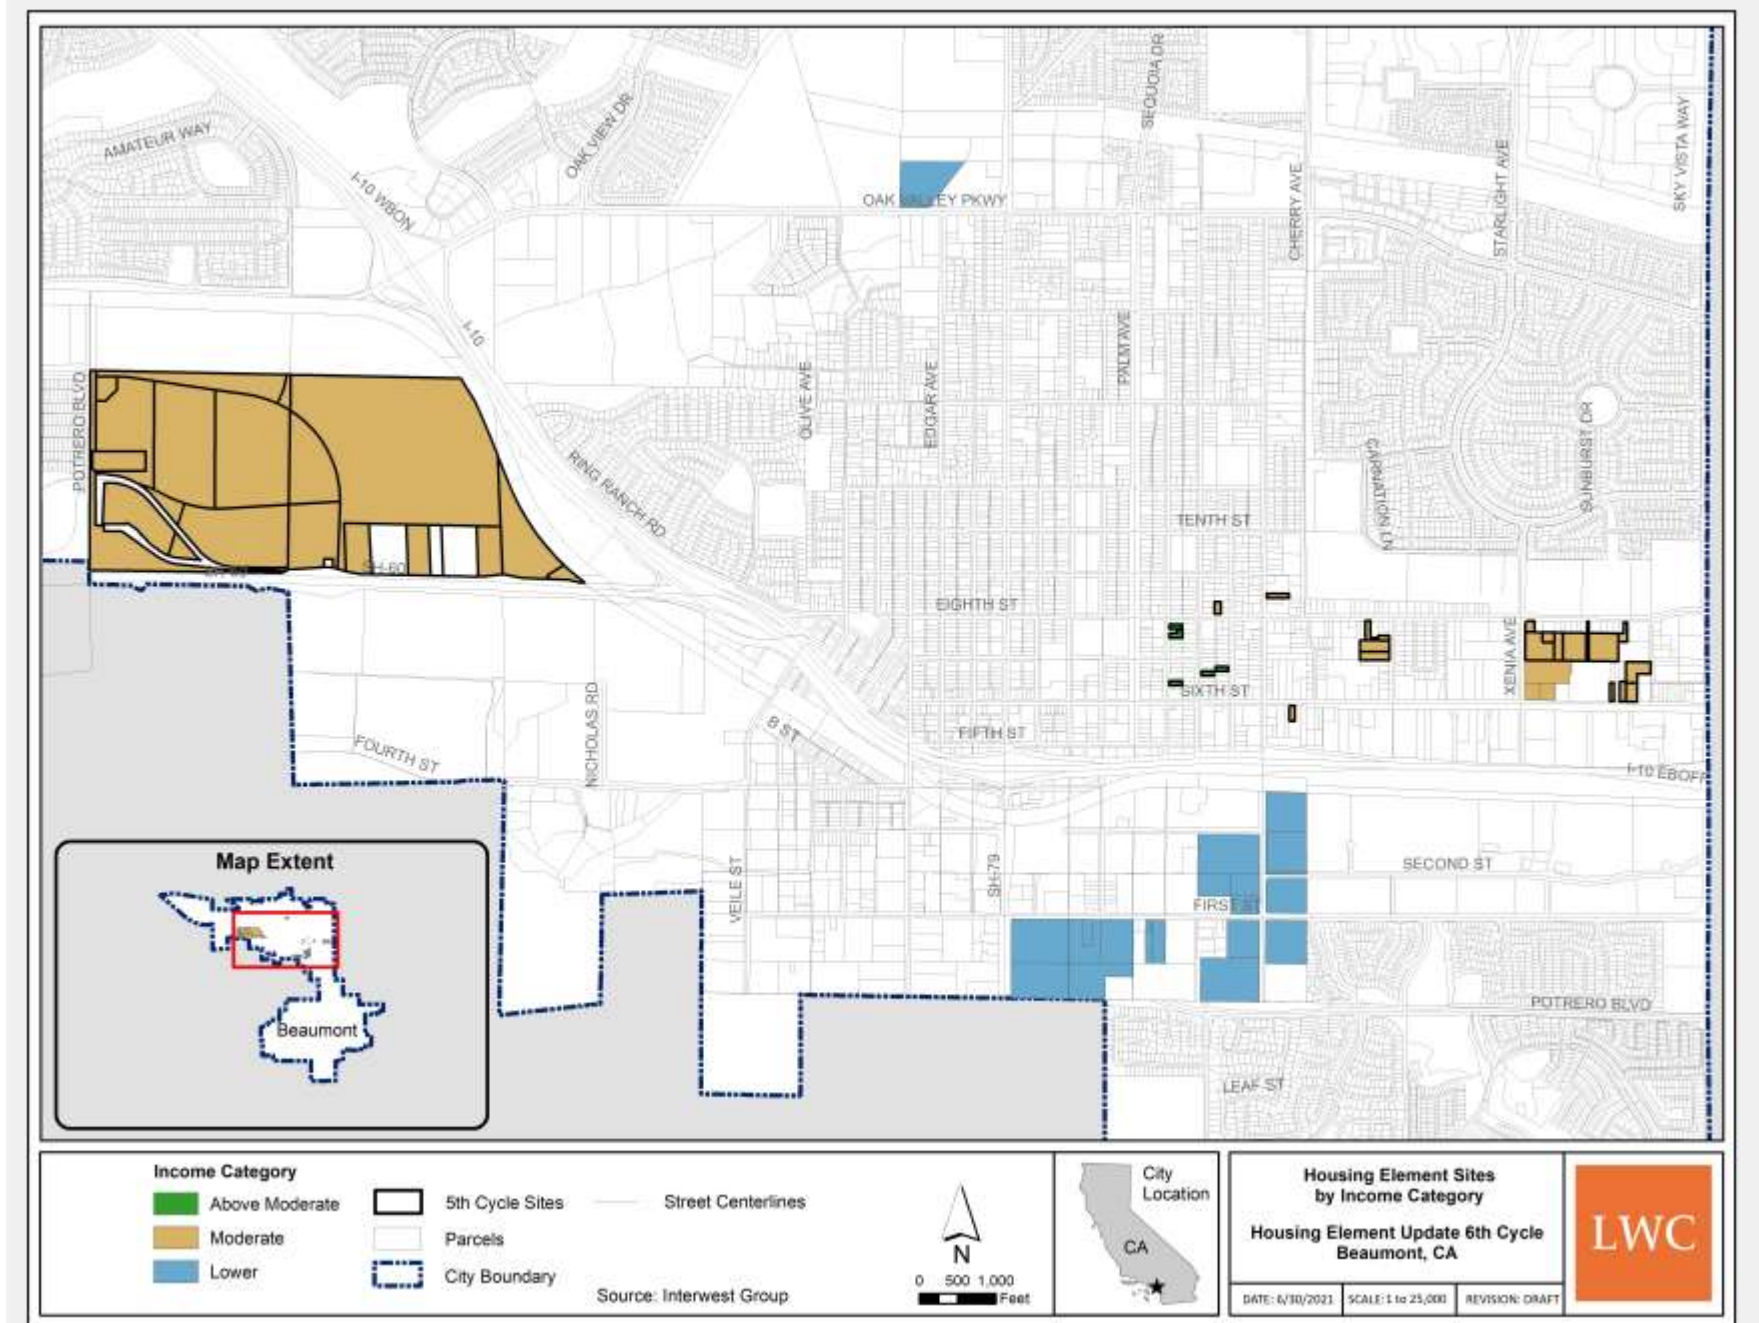 SEQUOIA DR
AMATEUR WAY
OAK VIEW DR
SKY VISTA WAY
I-10 WBON
CHERRY AVE
STARLIGHT AVE
OAK VALLEY PKWY
I-10
POTRERO BLVD
OLIVE AVE
EDGAR AVE
PALM AVE
CARNATION LN
SUNBURST DR
RING RANCH RD
TENTH ST
SH-60
SH-60
EIGHTH ST
XENIA AVE
SIXTH ST
NICHOLAS RD
B ST
FIFTH ST
FOURTH ST
I-10 EBOFF
Map Extent
Beaumont
VEILE ST
SH-79
SECOND ST
FIRST ST
POTRERO BLVD
LEAF ST
Income Category
Above Moderate
Moderate
Lower
5th Cycle Sites
Parcels
City Boundary
Street Centerlines
Source: Interwest Group
N
0 500 1,000
Feet
City
Location
CA
Housing Element Sites
by Income Category
Housing Element Update 6th Cycle
Beaumont, CA
DATE: 6/30/2021
SCALE: 1 to 25,000
REVISION: DRAFT
LWC